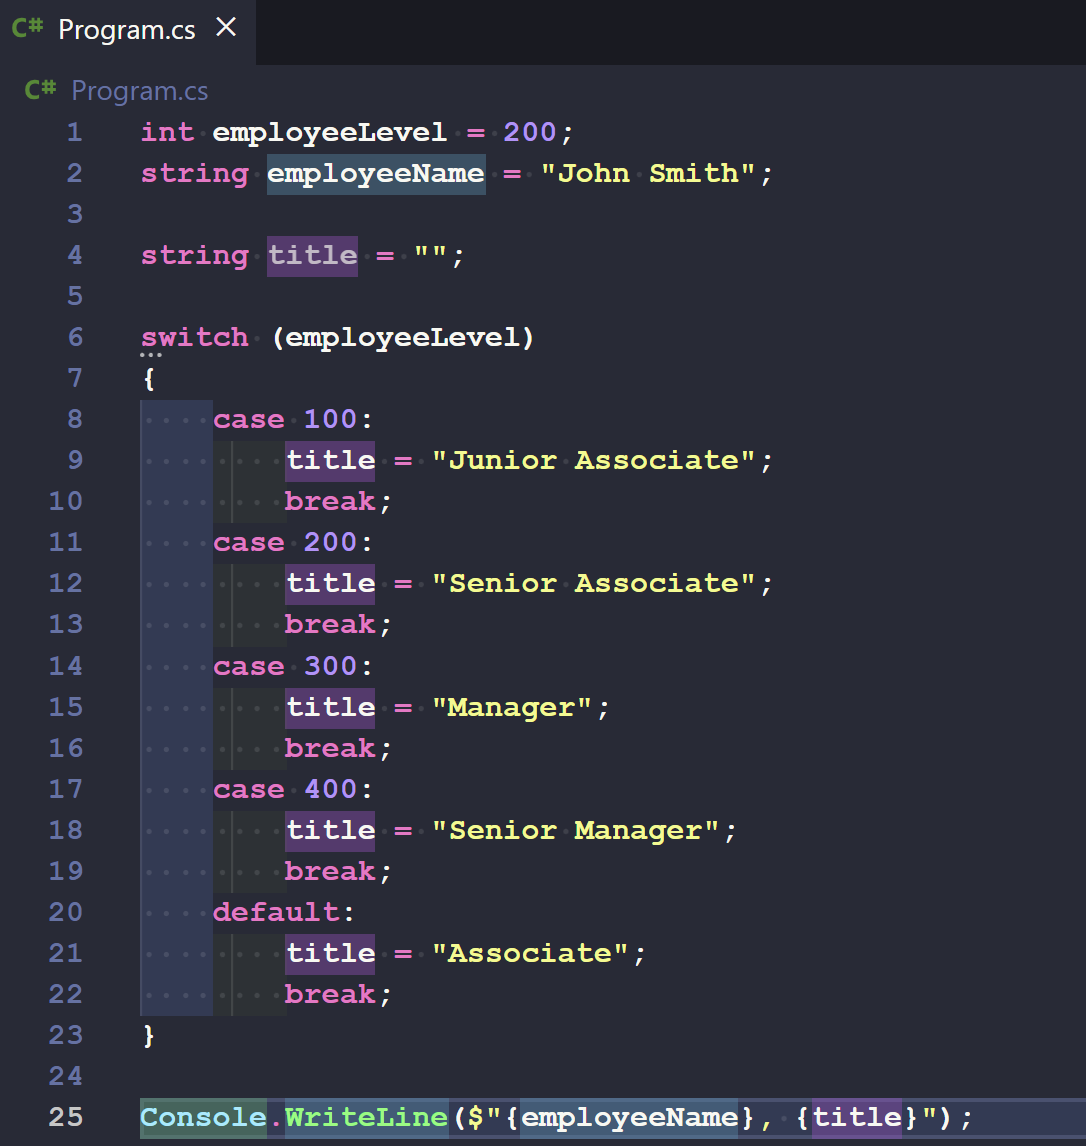 C# Program.cs ×
C# Program.cs
1 int employeeLevel = 200;
2 string employeeName = "John Smith";
3
4 string title = "";
5
6 switch (employeeLevel)
7 {
8     case 100:
9         title = "Junior Associate";
10         break;
11     case 200:
12         title = "Senior Associate";
13         break;
14     case 300:
15         title = "Manager";
16         break;
17     case 400:
18         title = "Senior Manager";
19         break;
20     default:
21         title = "Associate";
22         break;
23 }
24
25 Console.WriteLine($"{employeeName}, {title}");